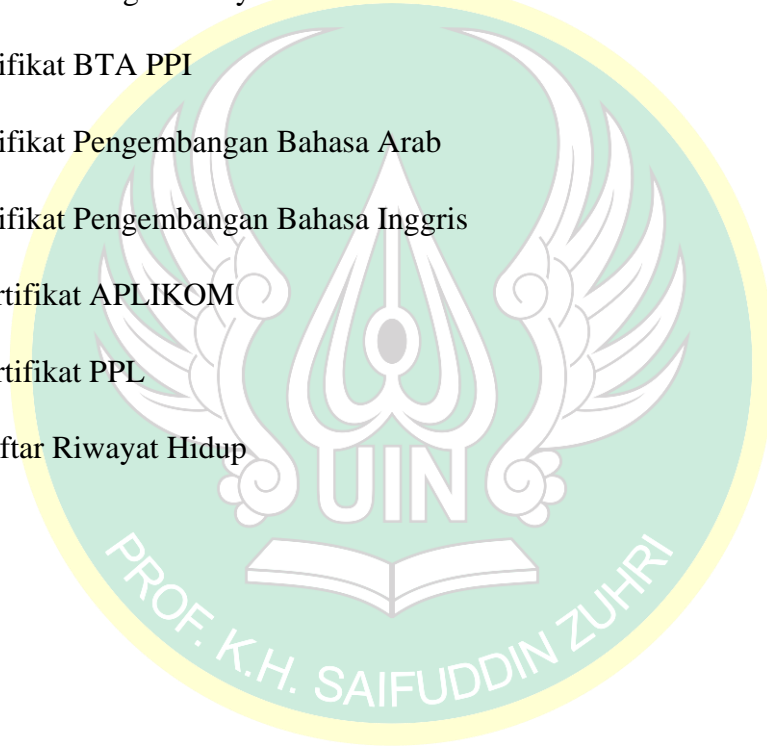 ifikat BTA PPI
ifikat Pengembangan Bahasa Arab
ifikat Pengembangan Bahasa Inggris
rtifikat APLIKOM
rtifikat PPL
ftar Riwayat Hidup
UIN
PROF. K.H. SAIFUDDIN ZUHRI